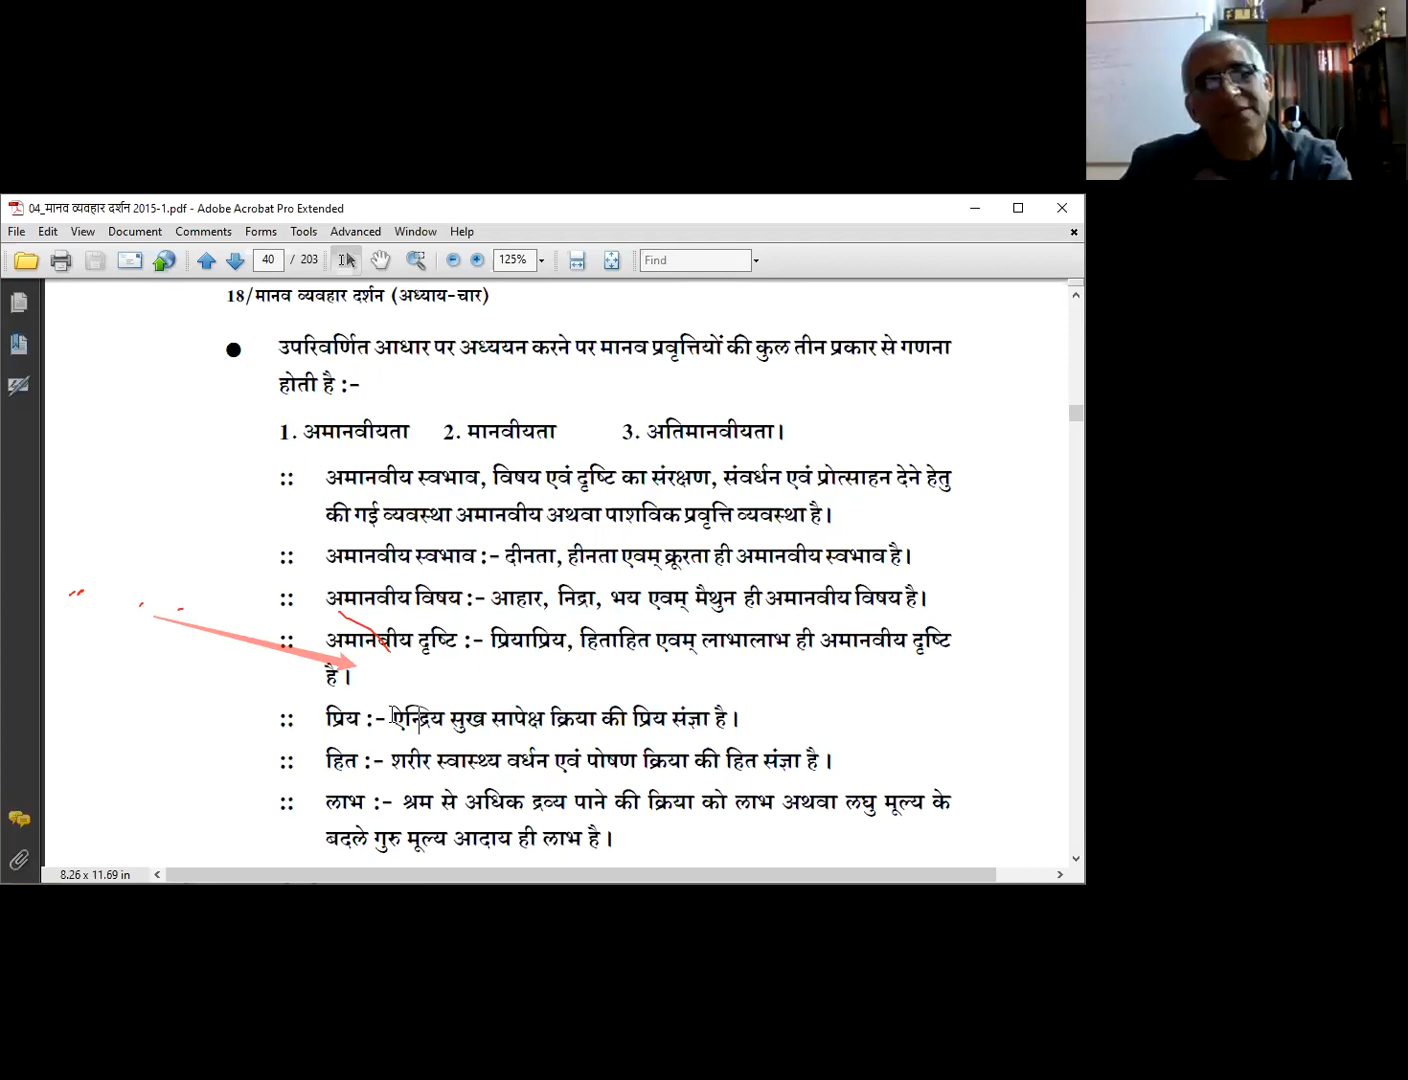 04_मानव व्यवहार दर्शन 2015-1.pdf - Adobe Acrobat Pro Extended
File Edit View Document Comments Forms Tools Advanced Window Help
40 / 203 125% Find
18/मानव व्यवहार दर्शन (अध्याय-चार)
● उपरिवर्णित आधार पर अध्ययन करने पर मानव प्रवृत्तियों की कुल तीन प्रकार से गणना
होती है :-
1. अमानवीयता 2. मानवीयता 3. अतिमानवीयता।
:: अमानवीय स्वभाव, विषय एवं दृष्टि का संरक्षण, संवर्धन एवं प्रोत्साहन देने हेतु
की गई व्यवस्था अमानवीय अथवा पाशविक प्रवृत्ति व्यवस्था है।
:: अमानवीय स्वभाव :- दीनता, हीनता एवम् क्रूरता ही अमानवीय स्वभाव है।
:: अमानवीय विषय :- आहार, निद्रा, भय एवम् मैथुन ही अमानवीय विषय है।
:: अमानवीय दृष्टि :- प्रियाप्रिय, हिताहित एवम् लाभालाभ ही अमानवीय दृष्टि
है।
:: प्रिय :- ऐन्द्रिय सुख सापेक्ष क्रिया की प्रिय संज्ञा है।
:: हित :- शरीर स्वास्थ्य वर्धन एवं पोषण क्रिया की हित संज्ञा है।
:: लाभ :- श्रम से अधिक द्रव्य पाने की क्रिया को लाभ अथवा लघु मूल्य के
बदले गुरु मूल्य आदाय ही लाभ है।
8.26 x 11.69 in